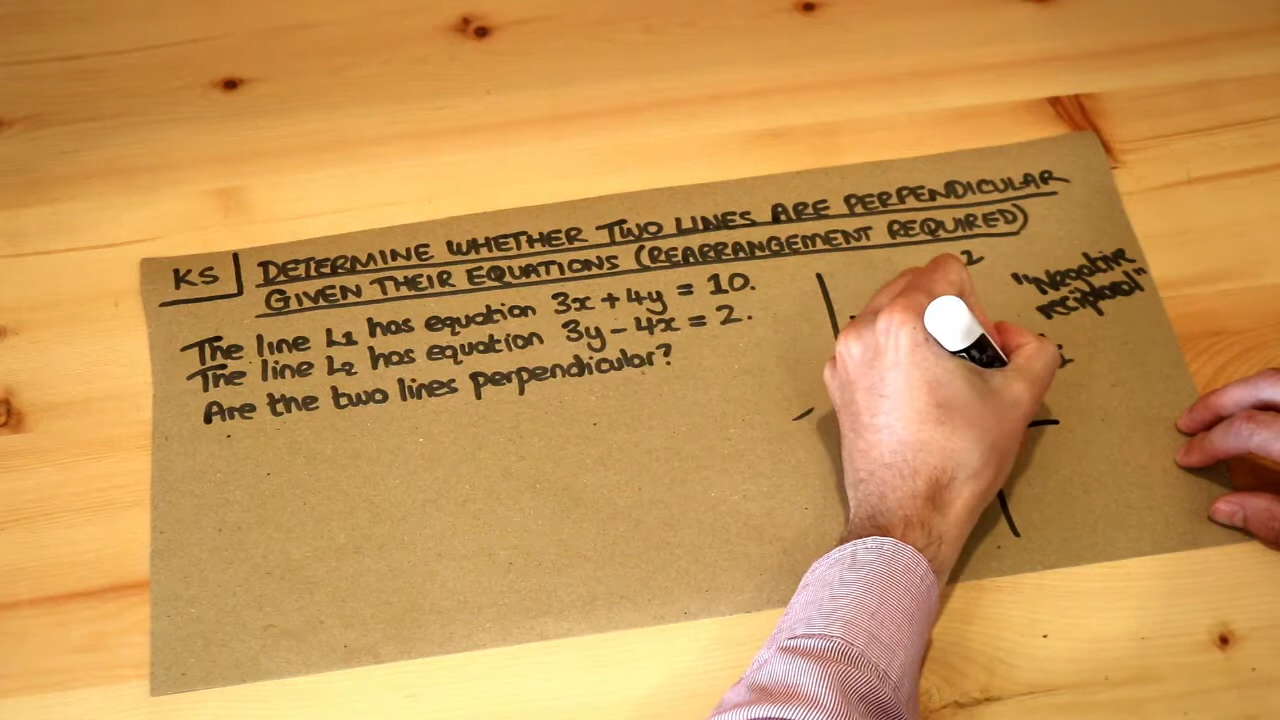 KS
DETERMINE WHETHER TWO LINES ARE PERPENDICULAR
GIVEN THEIR EQUATIONS (REARRANGEMENT REQUIRED)
The line L1 has equation 3x + 4y = 10.
The line L2 has equation 3y - 4x = 2.
Are the two lines perpendicular?
2
"Negative
reciprocal"